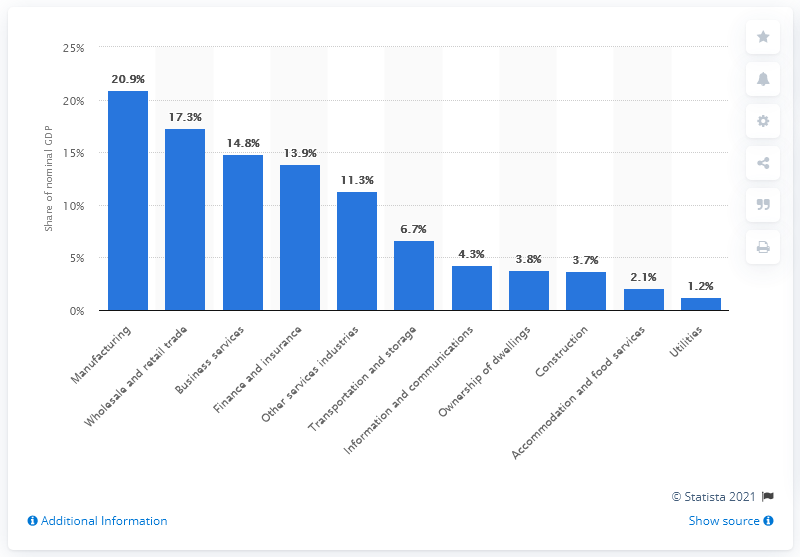 25%
20%
15%
10%
5%
0%
Share of nominal GDP
20.9%
17.3%
14.8%
13.9%
11.3%
6.7%
4.3%
3.8%
3.7%
2.1%
1.2%
Manufacturing
Wholesale and retail trade
Business services
Finance and insurance
Other services industries
Transportation and storage
Information and communications
Ownership of dwellings
Construction
Accommodation and food services
Utilities
© Statista 2021
Additional Information
Show source